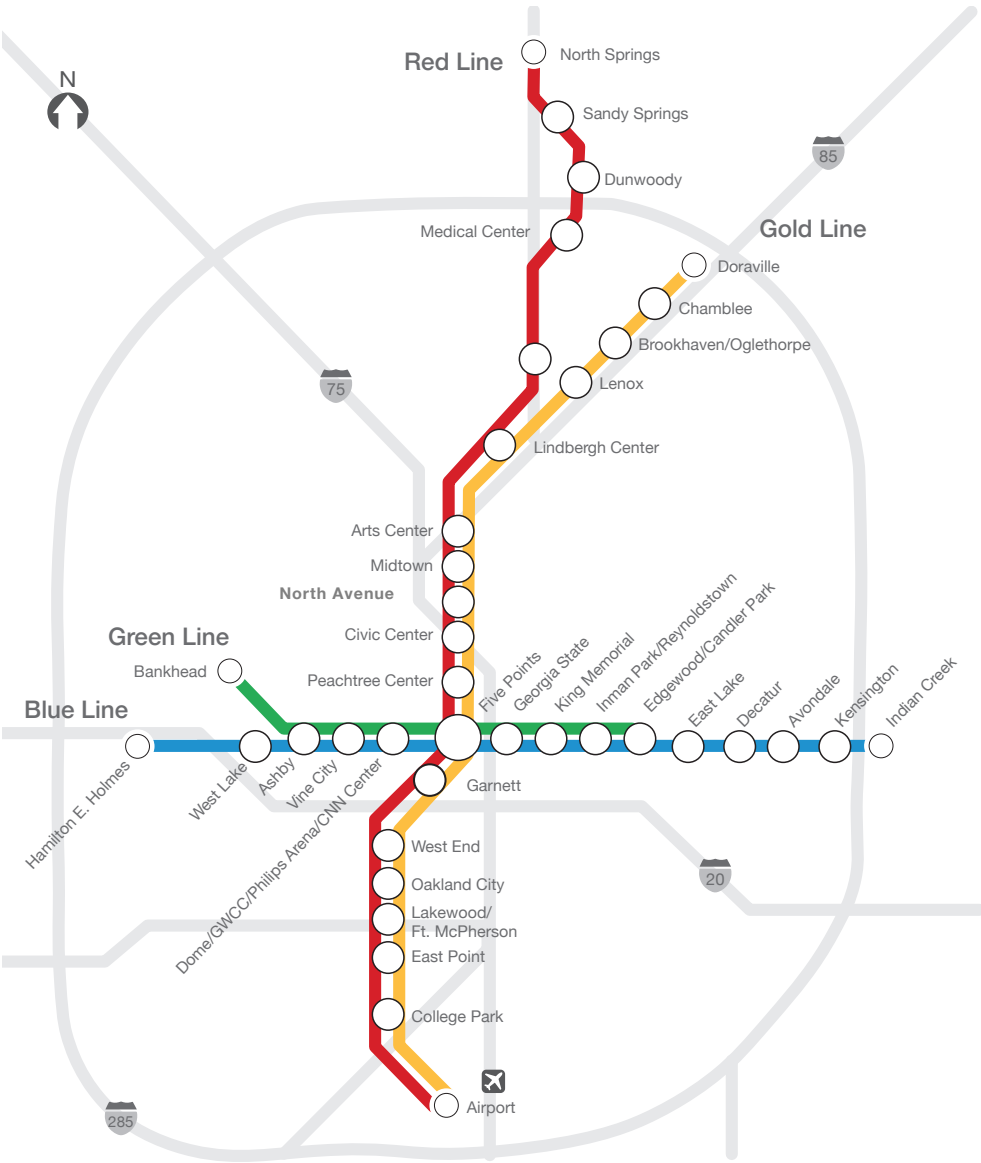 Red Line
North Springs
N
Sandy Springs
85
Dunwoody
Medical Center
Gold Line
Doraville
Chamblee
Brookhaven/Oglethorpe
75
Lenox
Lindbergh Center
Arts Center
Midtown
North Avenue
Civic Center
Peachtree Center
Green Line
Bankhead
Blue Line
Five Points
Georgia State
King Memorial
Inman Park/Reynoldstown
Edgewood/Candler Park
East Lake
Decatur
Avondale
Kensington
Indian Creek
Hamilton E. Holmes
West Lake
Ashby
Vine City
Dome/GWCC/Philips Arena/CNN Center
Garnett
West End
20
Oakland City
Lakewood/
Ft. McPherson
East Point
College Park
Airport
285